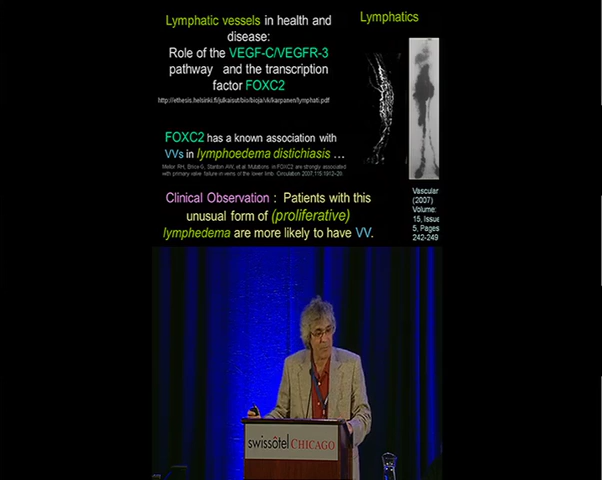 Lymphatic vessels in health and
disease:
Role of the VEGF-C/VEGFR-3
pathway and the transcription
factor FOXC2
FOXC2 has a known association with
VVs in lymphoedema distichiasis ...
Clinical Observation : Patients with this
unusual form of (proliferative)
lymphedema are more likely to have VV.
Lymphatics
Vascular
(2007)
Volume:
15, Issue
5, Pages
242-249
swissôtel CHICAGO